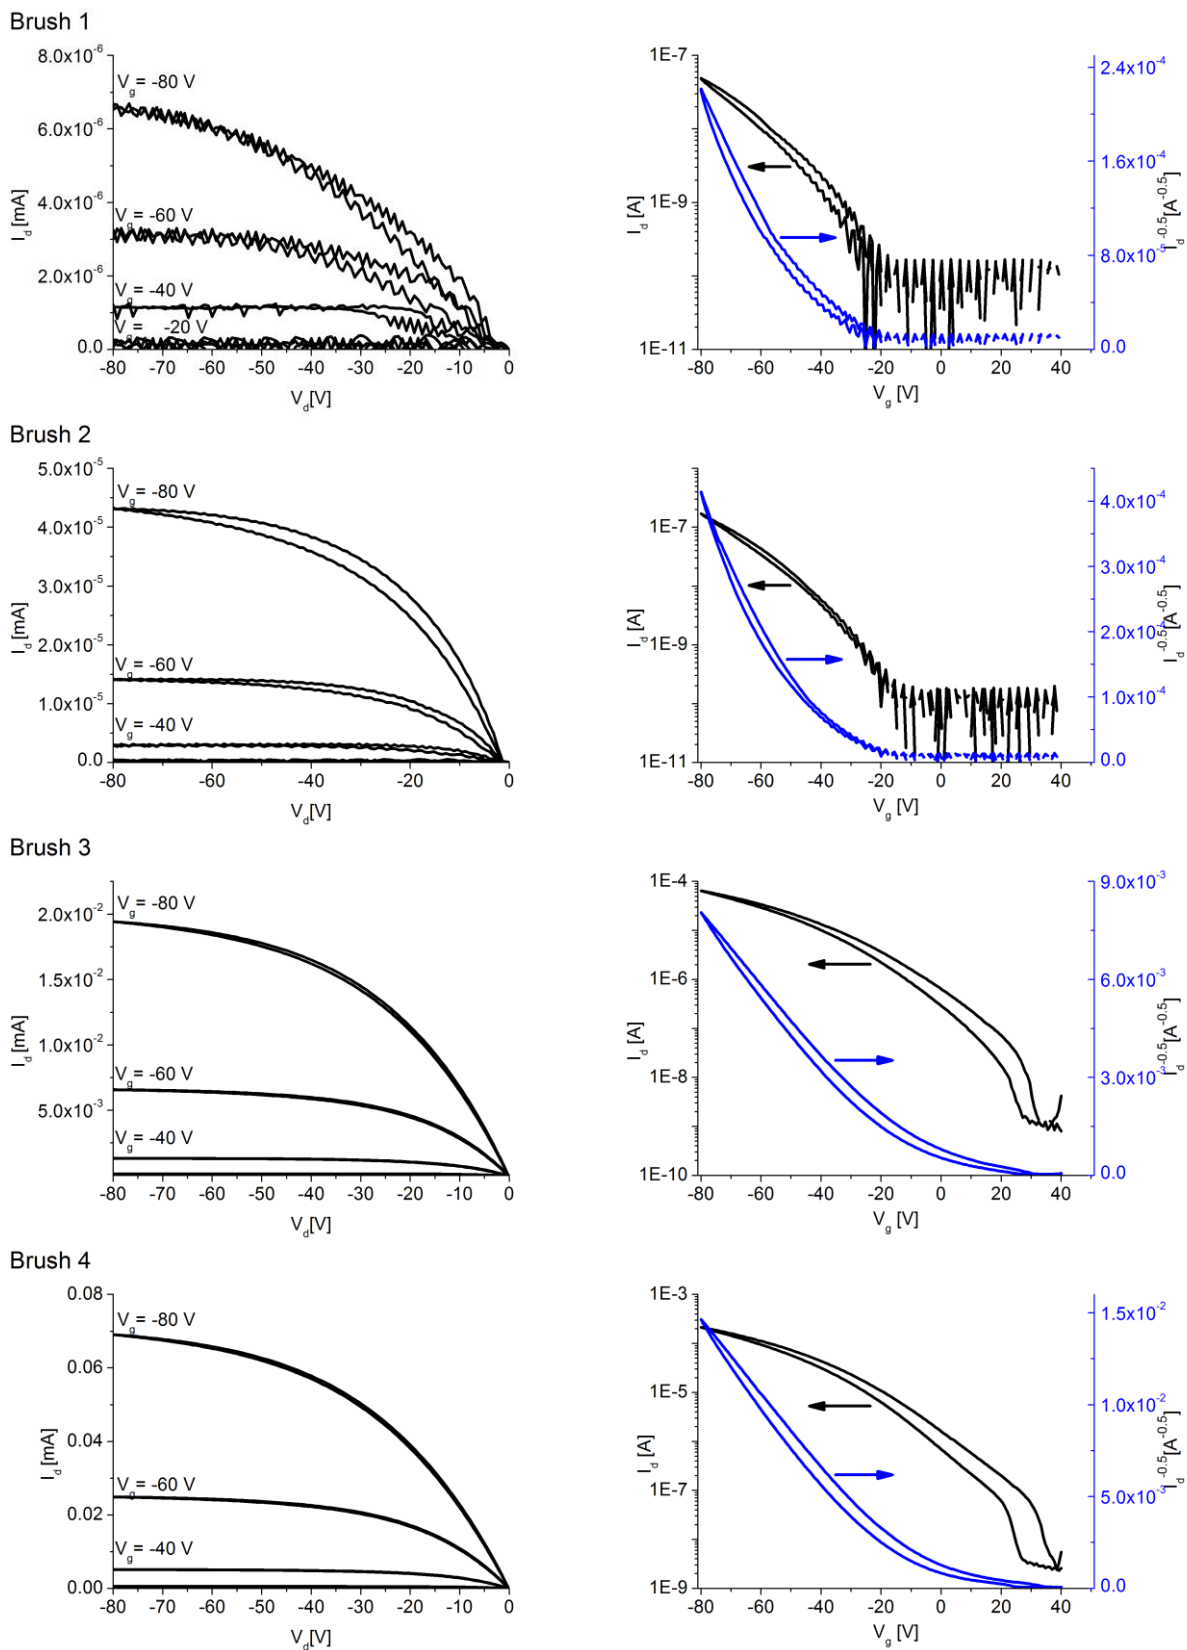 Brush 1
8.0x10⁻⁶
6.0x10⁻⁶
4.0x10⁻⁶
2.0x10⁻⁶
0.0
I_d [mA]
V_g= -80 V
V_g= -60 V
V_g= -40 V
V_g= -20 V
-80 -70 -60 -50 -40 -30 -20 -10 0
V_d[V]
1E-7
1E-9
1E-11
I_d [A]
2.4x10⁻⁴
1.6x10⁻⁴
8.0x10⁻⁵
0.0
I_d^-0.5[A^-0.5]
-80 -60 -40 -20 0 20 40
V_g [V]
Brush 2
5.0x10⁻⁵
4.0x10⁻⁵
3.0x10⁻⁵
2.0x10⁻⁵
1.0x10⁻⁵
0.0
I_d [mA]
V_g= -80 V
V_g= -60 V
V_g= -40 V
-80 -70 -60 -50 -40 -30 -20 -10 0
V_d[V]
1E-7
1E-9
1E-11
I_d [A]
4.0x10⁻⁴
3.0x10⁻⁴
2.0x10⁻⁴
1.0x10⁻⁴
0.0
I_d^-0.5[A^-0.5]
-80 -60 -40 -20 0 20 40
V_g [V]
Brush 3
2.0x10⁻²
1.5x10⁻²
1.0x10⁻²
5.0x10⁻³
I_d [mA]
V_g= -80 V
V_g= -60 V
V_g= -40 V
-80 -70 -60 -50 -40 -30 -20 -10 0
V_d[V]
1E-4
1E-6
1E-8
1E-10
I_d [A]
9.0x10⁻³
6.0x10⁻³
3.0x10⁻³
0.0
I_d^-0.5[A^-0.5]
-80 -60 -40 -20 0 20 40
V_g [V]
Brush 4
0.08
0.06
0.04
0.02
0.00
I_d [mA]
V_g= -80 V
V_g= -60 V
V_g= -40 V
-80 -70 -60 -50 -40 -30 -20 -10 0
V_d[V]
1E-3
1E-5
1E-7
1E-9
I_d [A]
1.5x10⁻²
1.0x10⁻²
5.0x10⁻³
0.0
I_d^-0.5[A^-0.5]
-80 -60 -40 -20 0 20 40
V_g [V]